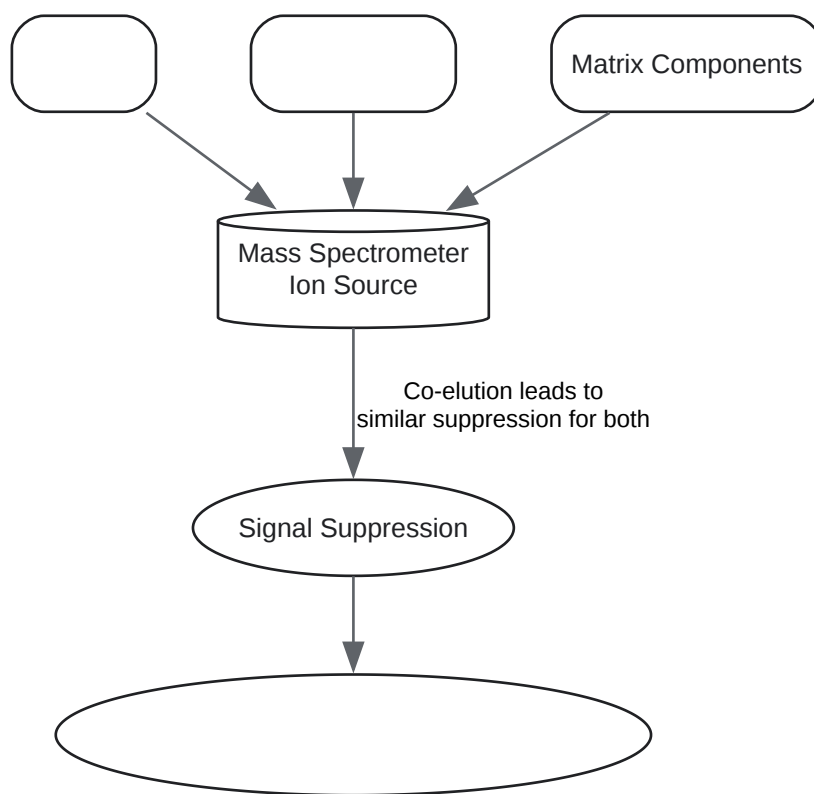 Matrix Components
Mass Spectrometer
Ion Source
Co-elution leads to
similar suppression for both
Signal Suppression